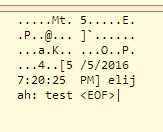 .....Mt. 5.....E.
.P..@... ]`......
...a.K.. ...O..P.
...4..[5 /5/2016 
7:20:25  PM] elij
ah: test <EOF>